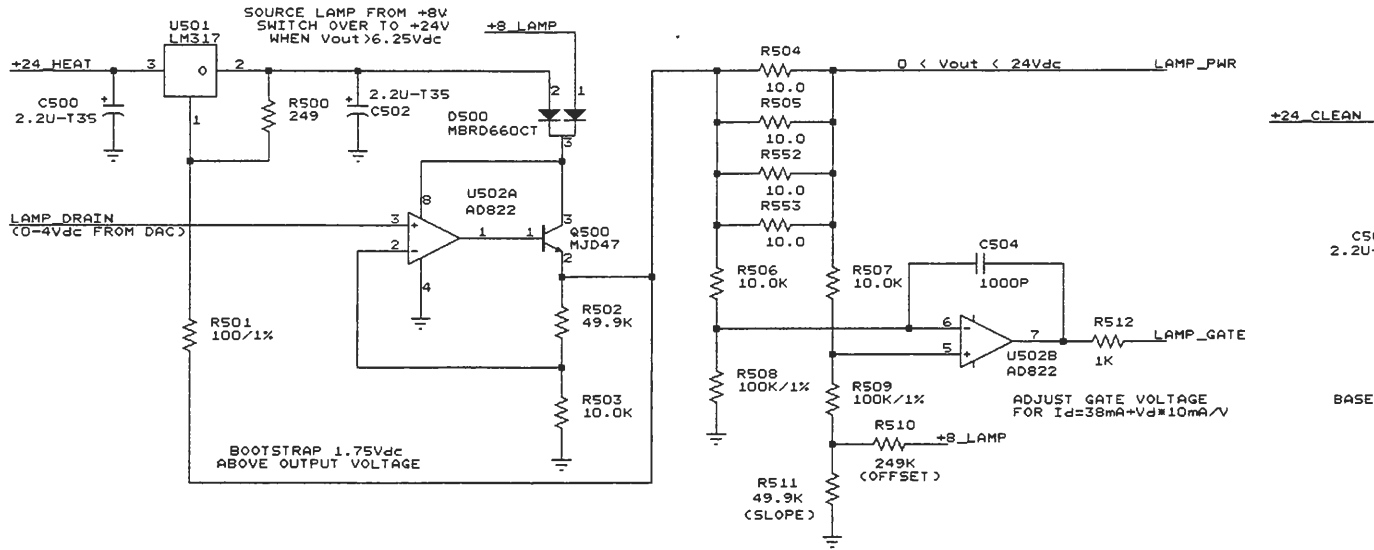 SOURCE LAMP FROM +8V
SWITCH OVER TO +24V
WHEN Vout>6.25Vdc
U501
LM317
+8_LAMP
+24_HEAT
3
2
1
C500
2.2U-T35
R500
249
2.2U-T35
C502
D500
MBRD660CT
2
1
3
R504
10.0
0 < Vout < 24Vdc
LAMP_PWR
R505
10.0
R552
10.0
R553
10.0
+24_CLEAN
LAMP_DRAIN
(0-4Vdc FROM DAC)
U502A
AD822
8
3
2
1
4
1
3
2
Q500
MJD47
R501
100/1%
R502
49.9K
R503
10.0K
BOOTSTRAP 1.75Vdc
ABOVE OUTPUT VOLTAGE
R506
10.0K
R507
10.0K
C504
1000P
6
5
7
U502B
AD822
R512
1K
LAMP_GATE
R508
100K/1%
R509
100K/1%
ADJUST GATE VOLTAGE
FOR Id=38mA+Vd*10mA/V
R510
249K
(OFFSET)
+8_LAMP
R511
49.9K
(SLOPE)
2.2U-
BASE